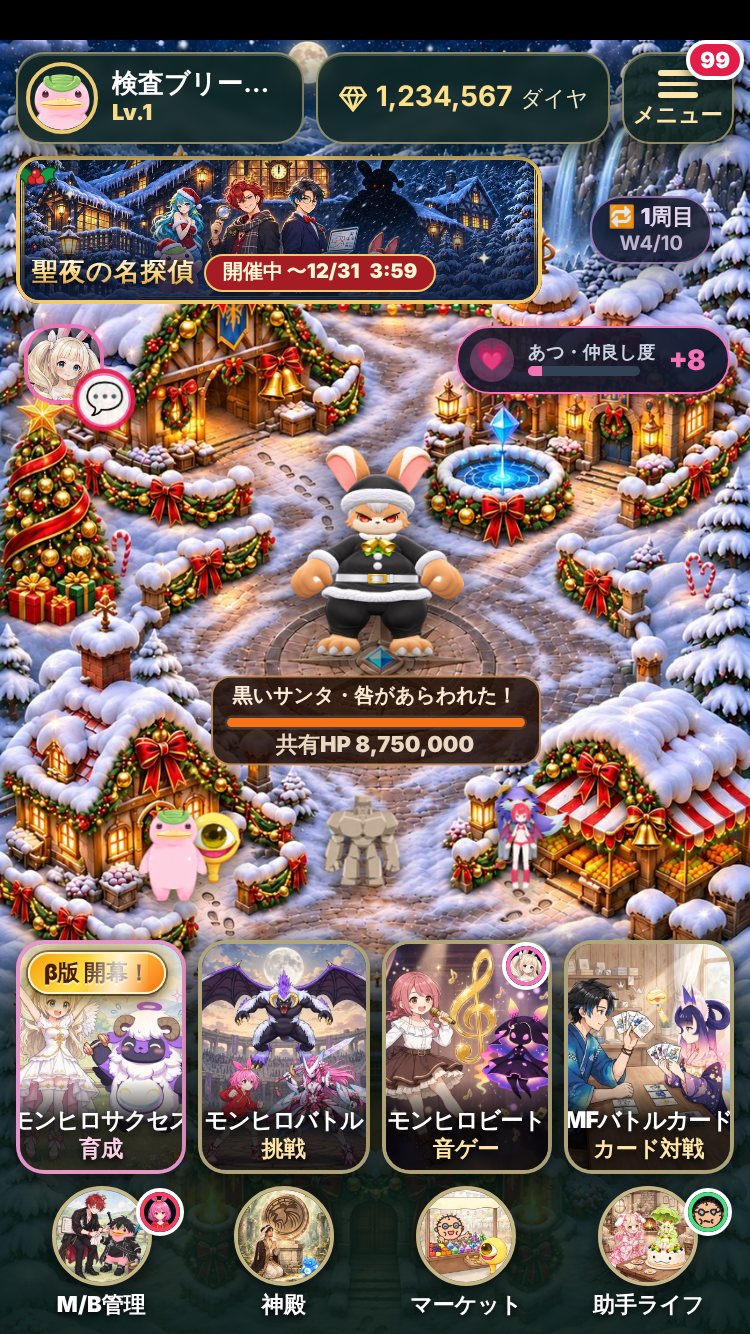 検査ブリー…
Lv.1
1,234,567 ダイヤ
99
メニュー
聖夜の名探偵
開催中 〜12/31 3:59
1周目
W4/10
あつ・仲良し度
+8
黒いサンタ・咎があらわれた！
共有HP 8,750,000
β版 開幕！
モンヒロサクセス
育成
モンヒロバトル
挑戦
モンヒロビート
音ゲー
MFバトルカード
カード対戦
M/B管理
神殿
マーケット
助手ライフ